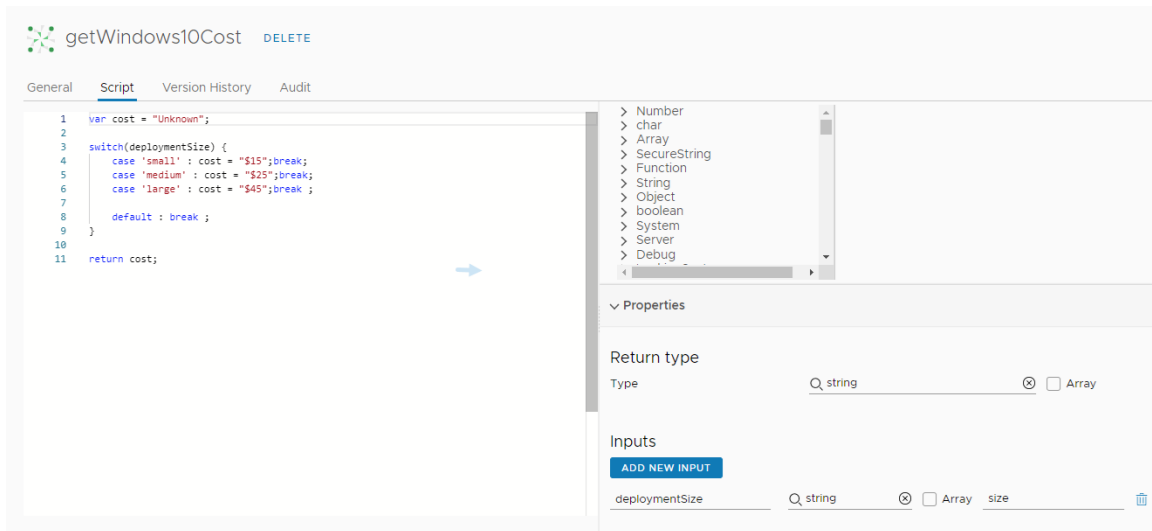 getWindows10Cost DELETE
General Script Version History Audit
1 var cost = "Unknown";
2
3 switch(deploymentSize) {
4 case 'small' : cost = "$15";break;
5 case 'medium' : cost = "$25";break;
6 case 'large' : cost = "$45";break ;
7
8 default : break ;
9 }
10
11 return cost;
Number
char
Array
SecureString
Function
String
Object
boolean
System
Server
Debug
Properties
Return type
Type string Array
Inputs
ADD NEW INPUT
deploymentSize string Array size